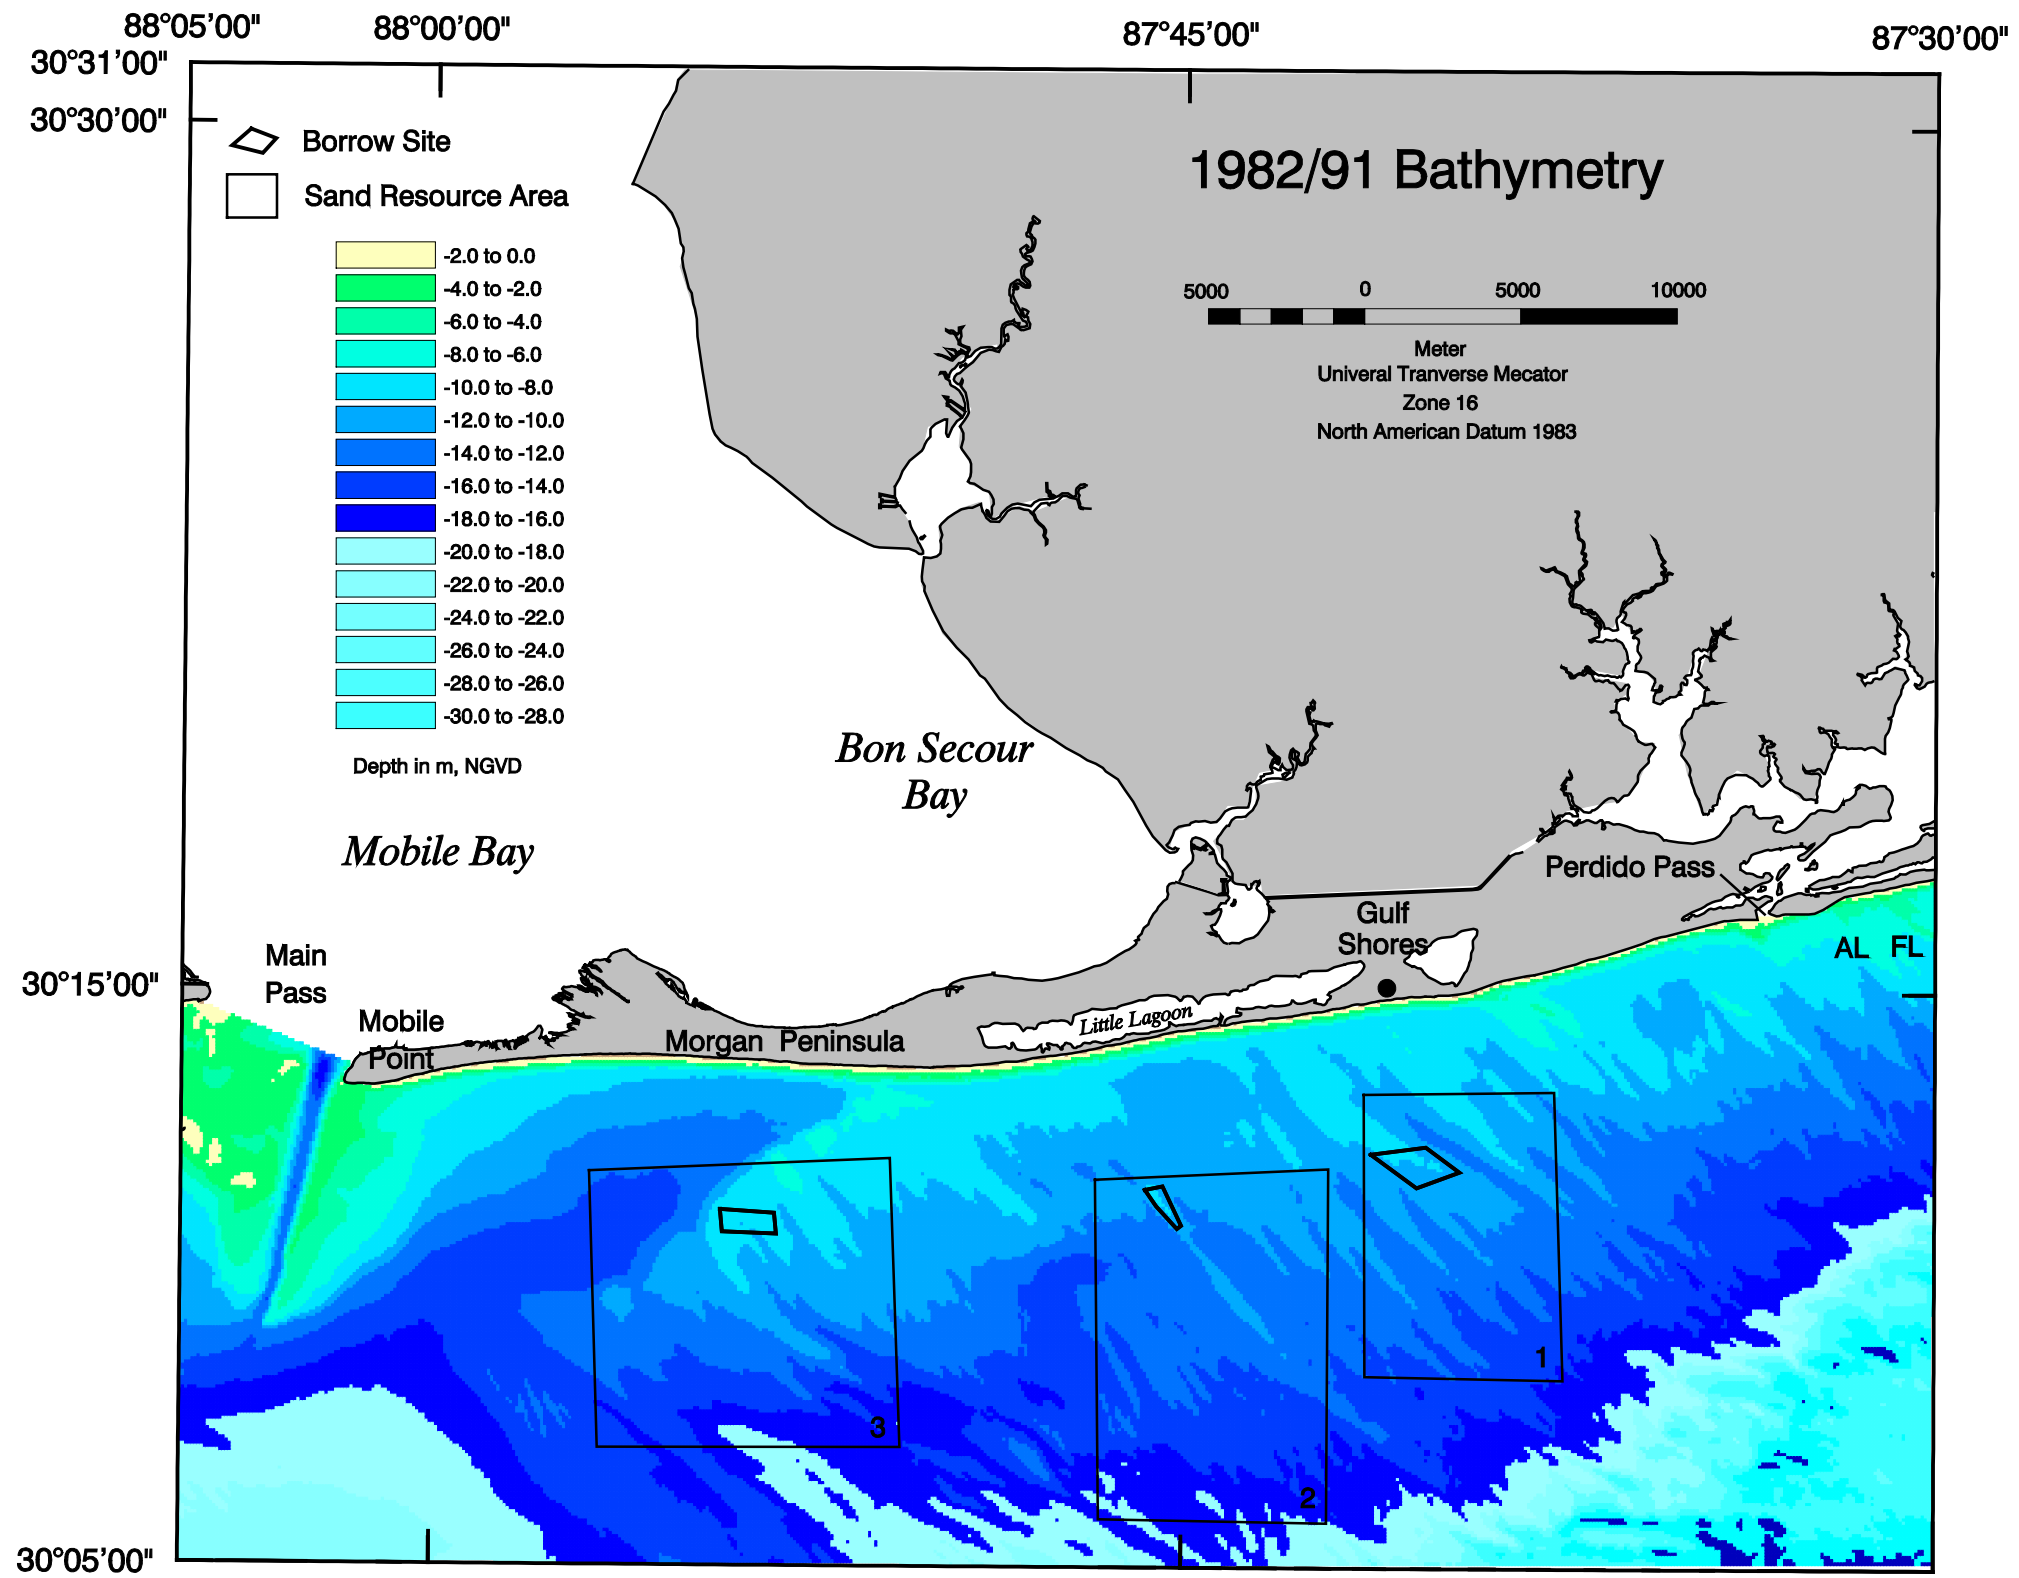 88°05'00"
88°00'00"
87°45'00"
87°30'00"
30°31'00"
30°30'00"
Borrow Site
Sand Resource Area
1982/91 Bathymetry
-2.0 to 0.0
-4.0 to -2.0
-6.0 to -4.0
-8.0 to -6.0
-10.0 to -8.0
-12.0 to -10.0
-14.0 to -12.0
-16.0 to -14.0
-18.0 to -16.0
-20.0 to -18.0
-22.0 to -20.0
-24.0 to -22.0
-26.0 to -24.0
-28.0 to -26.0
-30.0 to -28.0
Depth in m, NGVD
5000 0 5000 10000
Meter
Univeral Tranverse Mecator
Zone 16
North American Datum 1983
Bon Secour
Bay
Mobile Bay
Perdido Pass
Gulf
Shores
AL FL
Main
Pass
30°15'00"
Mobile
Point
Little Lagoon
Morgan Peninsula
1
3
2
30°05'00"